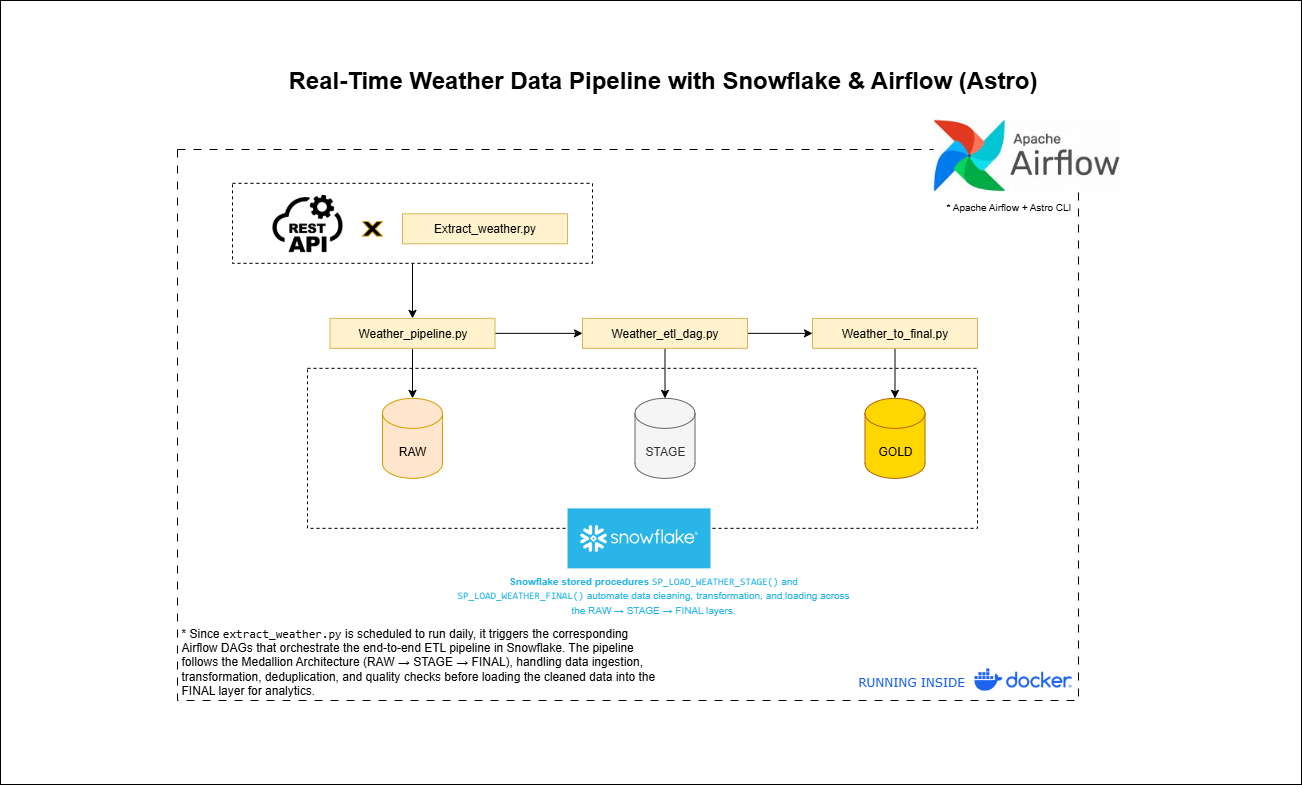 Real-Time Weather Data Pipeline with Snowflake & Airflow (Astro)
Apache
Airflow
* Apache Airflow + Astro CLI
REST
API
X
Extract_weather.py
Weather_pipeline.py
Weather_etl_dag.py
Weather_to_final.py
RAW
STAGE
GOLD
snowflake®
Snowflake stored procedures SP_LOAD_WEATHER_STAGE() and
SP_LOAD_WEATHER_FINAL() automate data cleaning, transformation, and loading across
the RAW → STAGE → FINAL layers.
* Since extract_weather.py is scheduled to run daily, it triggers the corresponding
Airflow DAGs that orchestrate the end-to-end ETL pipeline in Snowflake. The pipeline
follows the Medallion Architecture (RAW → STAGE → FINAL), handling data ingestion,
transformation, deduplication, and quality checks before loading the cleaned data into the
FINAL layer for analytics.
RUNNING INSIDE
docker